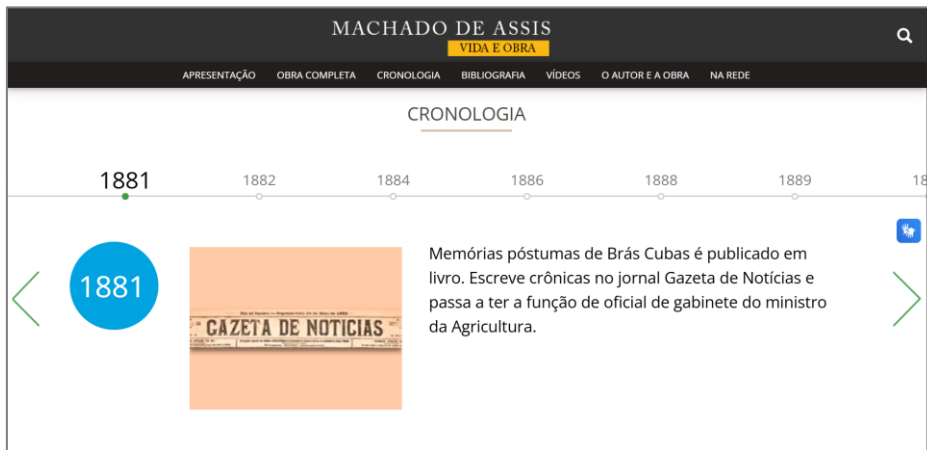 MACHADO DE ASSIS
VIDA E OBRA
APRESENTAÇÃO OBRA COMPLETA CRONOLOGIA BIBLIOGRAFIA VÍDEOS O AUTOR E A OBRA NA REDE
CRONOLOGIA
1881 1882 1884 1886 1888 1889 18
1881
GAZETA DE NOTICIAS
Memórias póstumas de Brás Cubas é publicado em
livro. Escreve crônicas no jornal Gazeta de Notícias e
passa a ter a função de oficial de gabinete do ministro
da Agricultura.